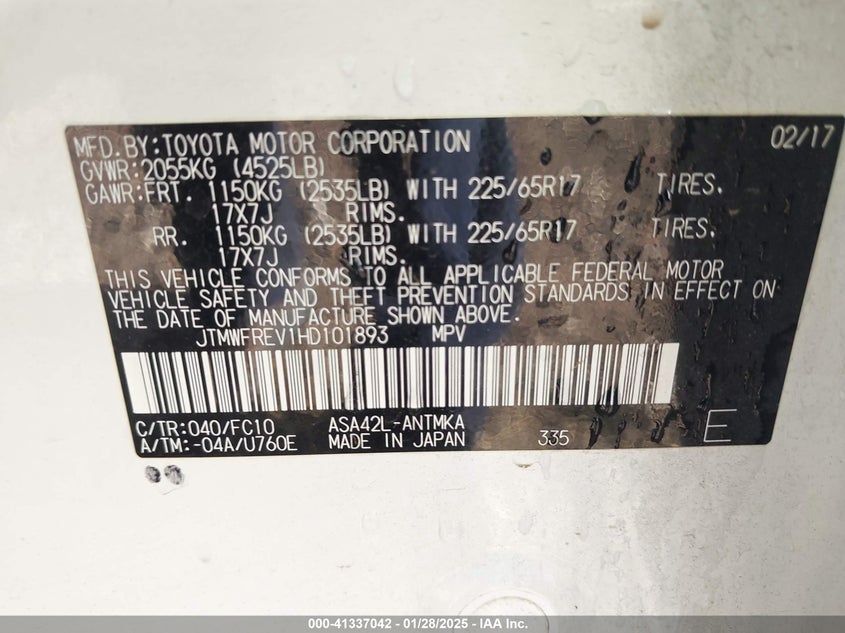 MFD.BY:TOYOTA MOTOR CORPORATION 02/17
GVWR:2055KG (4525LB)
GAWR:FRT. 1150KG (2535LB) WITH 225/65R17 TIRES.
17X7J RIMS.
RR. 1150KG (2535LB) WITH 225/65R17 TIRES.
17X7J RIMS.
THIS VEHICLE CONFORMS TO ALL APPLICABLE FEDERAL MOTOR
VEHICLE SAFETY AND THEFT PREVENTION STANDARDS IN EFFECT ON
THE DATE OF MANUFACTURE SHOWN ABOVE.
JTMWFREV1HD101893 MPV
C/TR:040/FC10 ASA42L-ANTMKA
A/TM:-04A/U760E MADE IN JAPAN 335 E
000-41337042 / 01/28/2025 - IAA Inc.